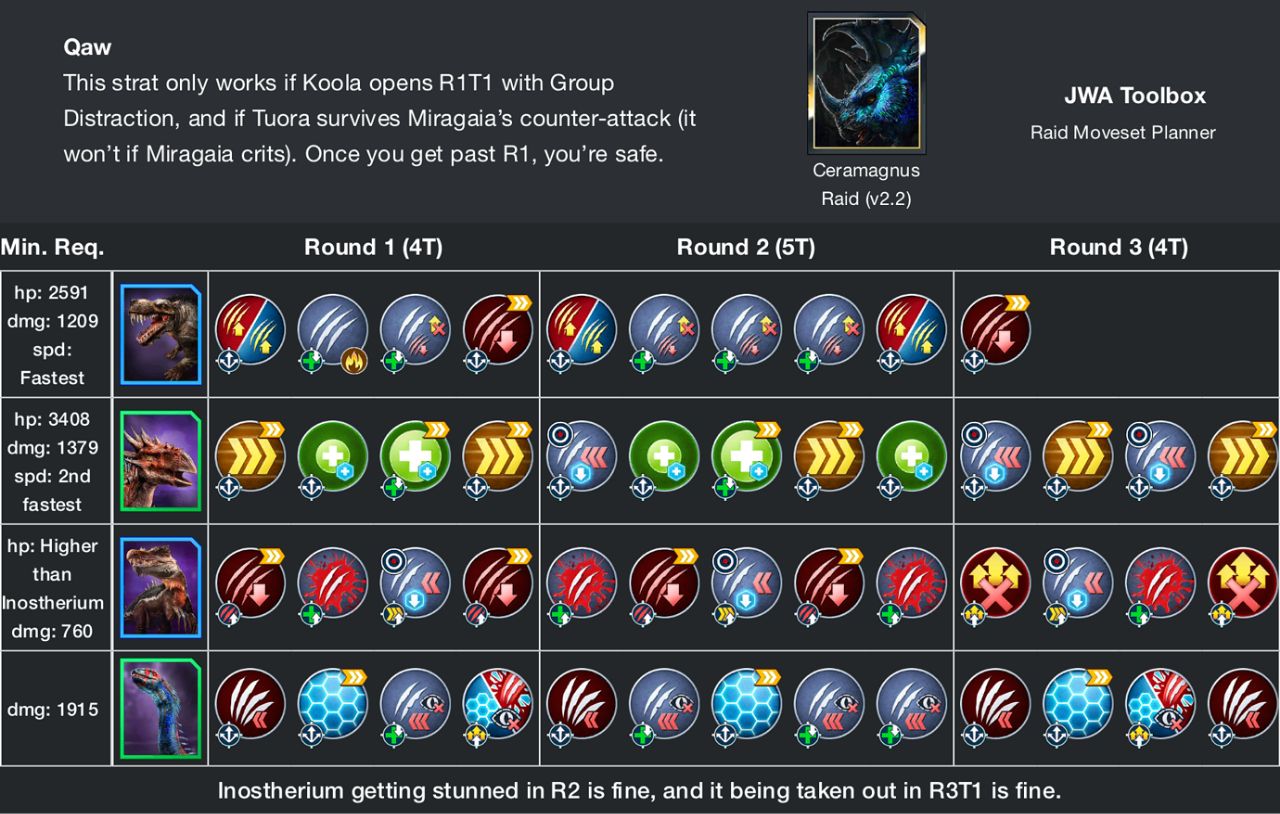 Qaw
This strat only works if Koola opens R1T1 with Group
Distraction, and if Tuora survives Miragaia's counter-attack (it
won't if Miragaia crits). Once you get past R1, you're safe.
Ceramagnus
Raid (v2.2)
JWA Toolbox
Raid Moveset Planner
Min. Req.
Round 1 (4T)
Round 2 (5T)
Round 3 (4T)
hp: 2591
dmg: 1209
spd:
Fastest
hp: 3408
dmg: 1379
spd: 2nd
fastest
hp: Higher
than
Inostherium
dmg: 760
dmg: 1915
Inostherium getting stunned in R2 is fine, and it being taken out in R3T1 is fine.